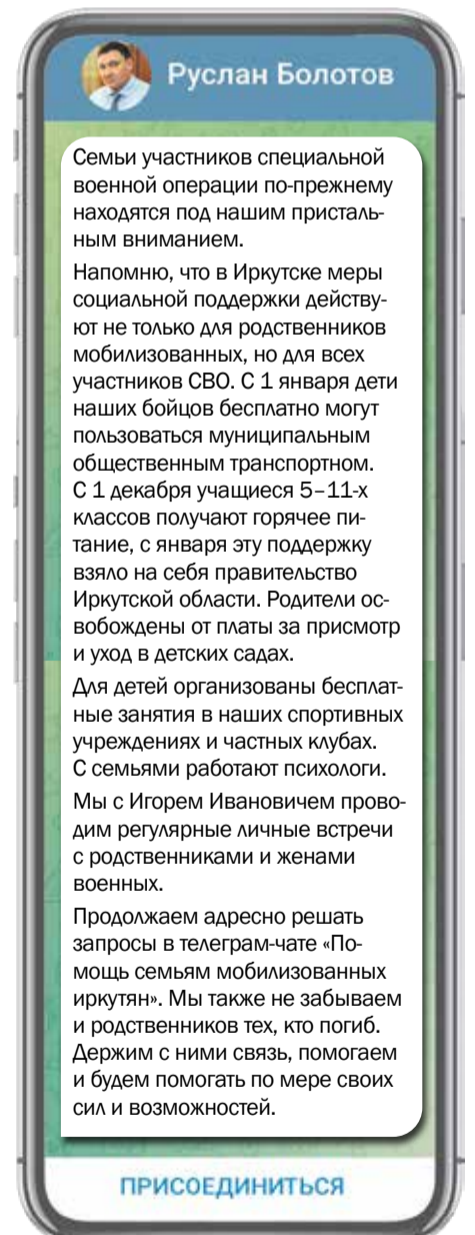 Руслан Болотов
Семьи участников специальной
военной операции по-прежнему
находятся под нашим присталь-
ным вниманием.
Напомню, что в Иркутске меры
социальной поддержки действу-
ют не только для родственников
мобилизованных, но для всех
участников СВО. С 1 января дети
наших бойцов бесплатно могут
пользоваться муниципальным
общественным транспортном.
С 1 декабря учащиеся 5–11-х
классов получают горячее пи-
тание, с января эту поддержку
взяло на себя правительство
Иркутской области. Родители ос-
вобождены от платы за присмотр
и уход в детских садах.
Для детей организованы бесплат-
ные занятия в наших спортивных
учреждениях и частных клубах.
С семьями работают психологи.
Мы с Игорем Ивановичем прово-
дим регулярные личные встречи
с родственниками и женами
военных.
Продолжаем адресно решать
запросы в телеграм-чате «По-
мощь семьям мобилизованных
иркутян». Мы также не забываем
и родственников тех, кто погиб.
Держим с ними связь, помогаем
и будем помогать по мере своих
сил и возможностей.
ПРИСОЕДИНИТЬСЯ